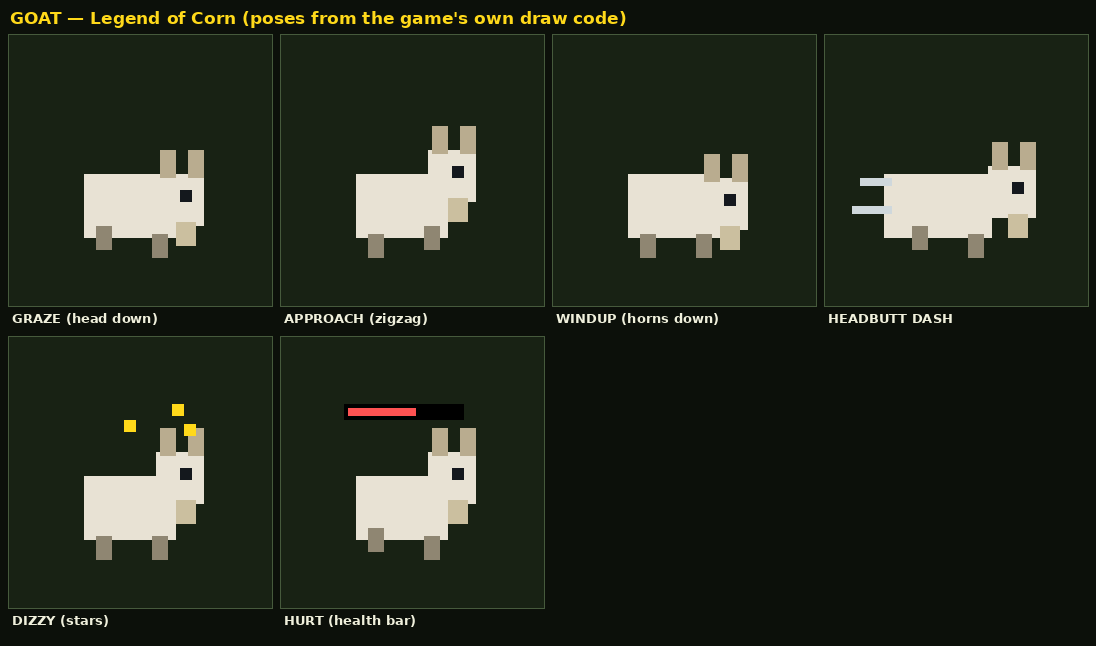 GOAT — Legend of Corn (poses from the game's own draw code)
GRAZE (head down)
APPROACH (zigzag)
WINDUP (horns down)
HEADBUTT DASH
DIZZY (stars)
HURT (health bar)